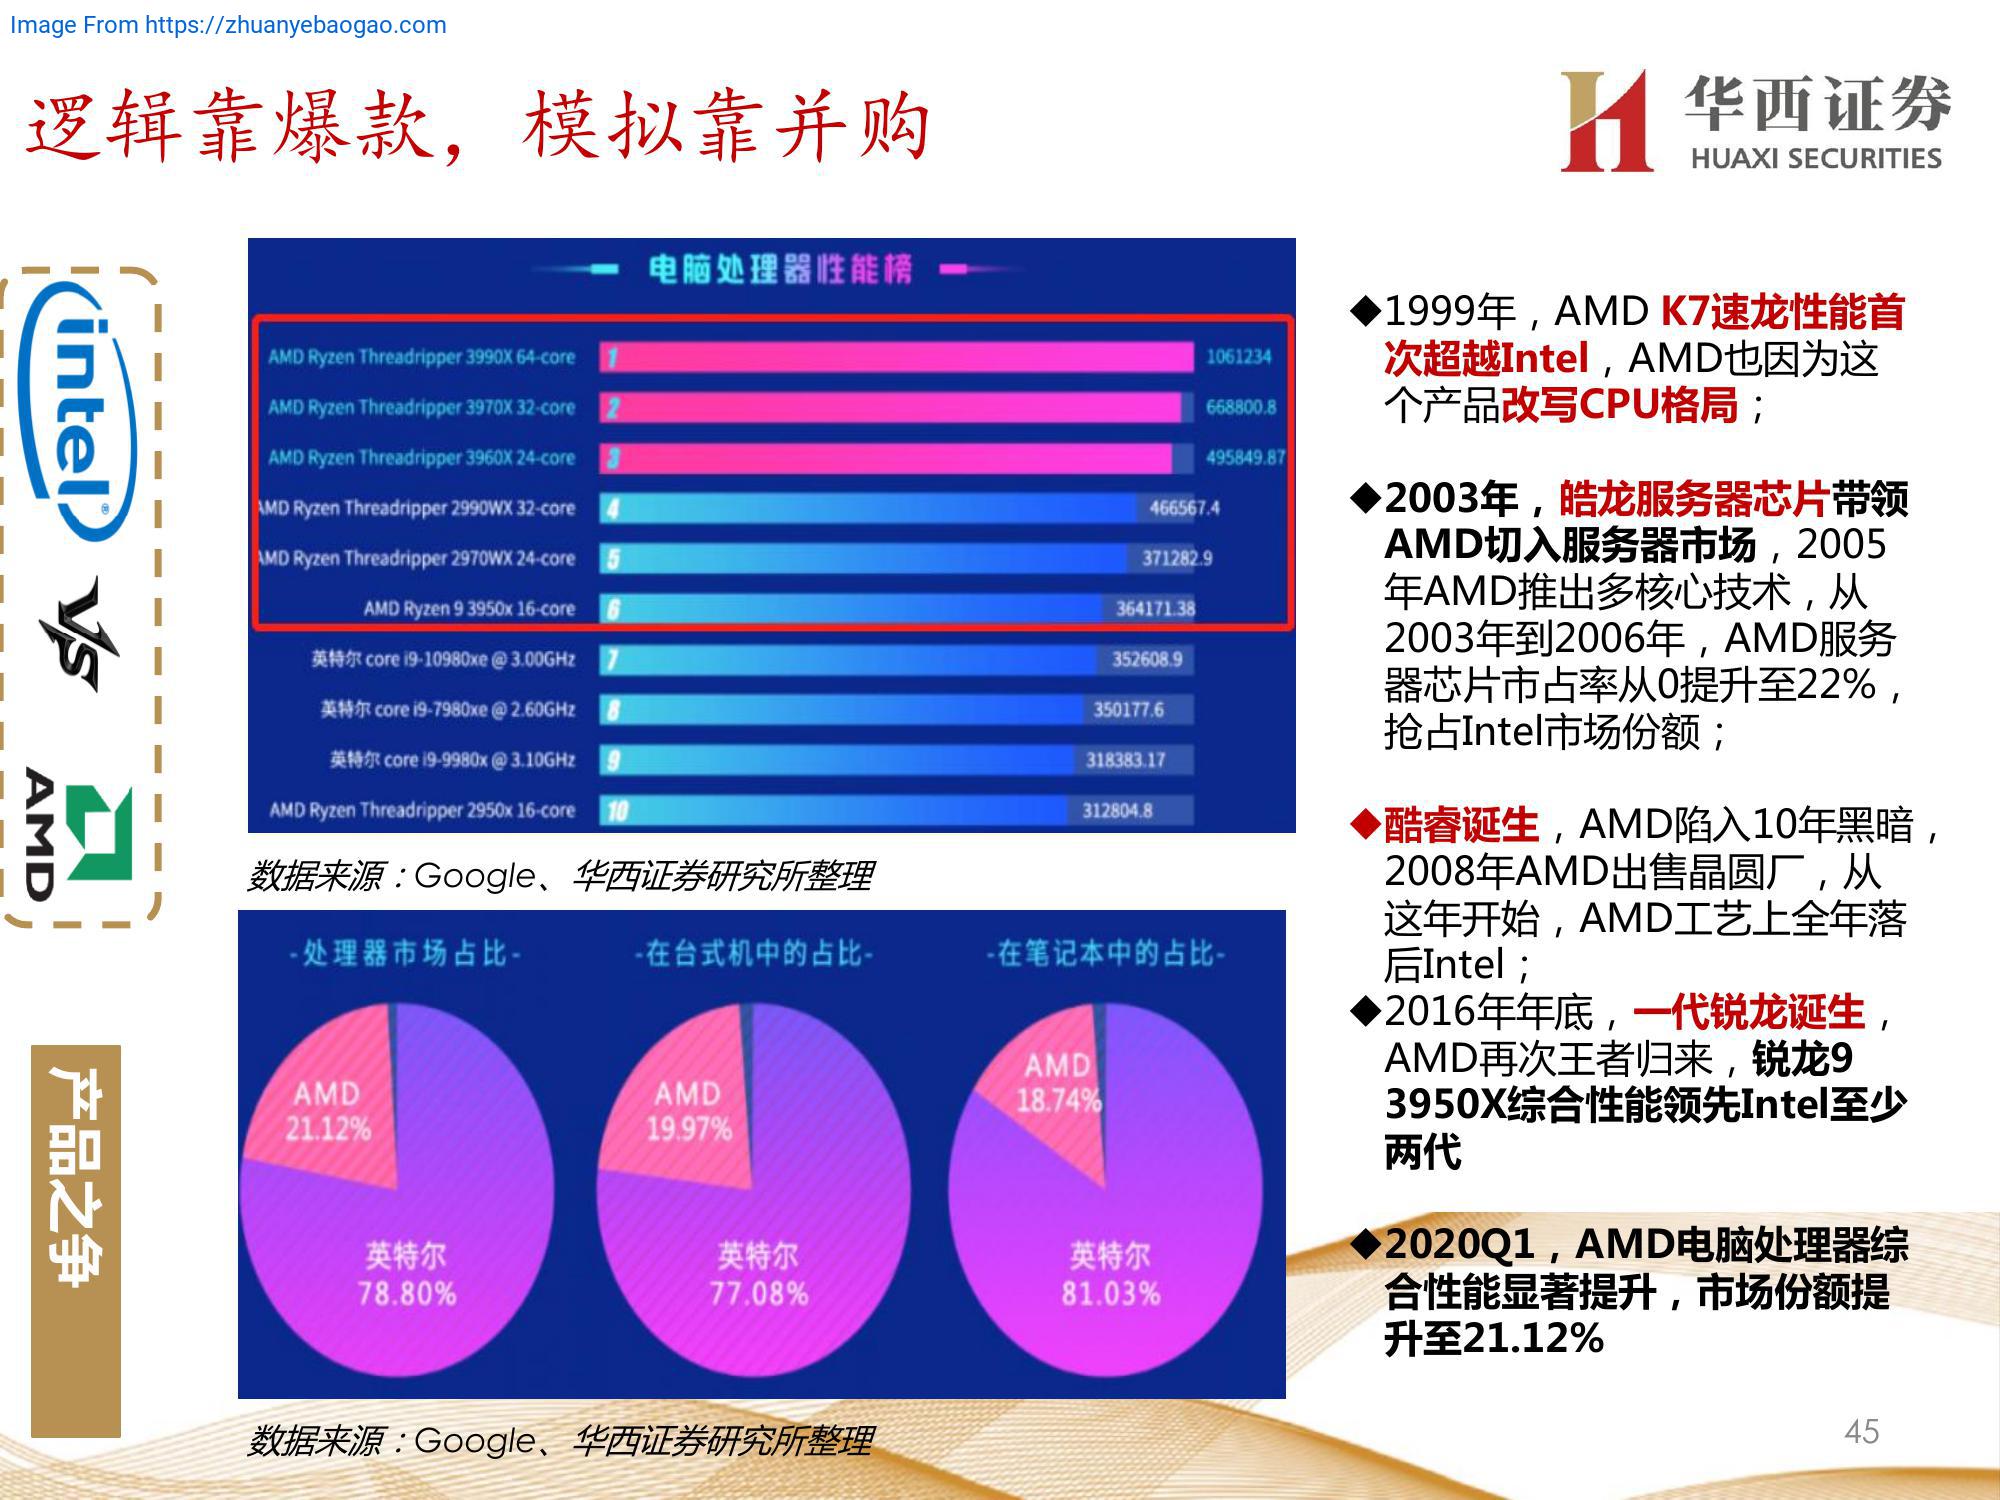 Image From https://zhuanyebaogao.com
逻辑靠爆款，模拟靠并购
华西证券
HUAXI SECURITIES
intel®
VS
AMD
产品之争
电脑处理器性能榜
AMD Ryzen Threadripper 3990X 64-core 1 1061234
AMD Ryzen Threadripper 3970X 32-core 2 668800.8
AMD Ryzen Threadripper 3960X 24-core 3 495849.87
AMD Ryzen Threadripper 2990WX 32-core 4 466567.4
AMD Ryzen Threadripper 2970WX 24-core 5 371282.9
AMD Ryzen 9 3950x 16-core 6 364171.38
英特尔 core i9-10980xe @ 3.00GHz 7 352608.9
英特尔 core i9-7980xe @ 2.60GHz 8 350177.6
英特尔 core i9-9980x @ 3.10GHz 9 318383.17
AMD Ryzen Threadripper 2950x 16-core 10 312804.8
数据来源：Google、华西证券研究所整理
-处理器市场占比-
AMD
21.12%
英特尔
78.80%
-在台式机中的占比-
AMD
19.97%
英特尔
77.08%
-在笔记本中的占比-
AMD
18.74%
英特尔
81.03%
数据来源：Google、华西证券研究所整理
◆1999年，AMD K7速龙性能首
次超越Intel，AMD也因为这
个产品改写CPU格局；
◆2003年，皓龙服务器芯片带领
AMD切入服务器市场，2005
年AMD推出多核心技术，从
2003年到2006年，AMD服务
器芯片市占率从0提升至22%，
抢占Intel市场份额；
◆酷睿诞生，AMD陷入10年黑暗，
2008年AMD出售晶圆厂，从
这年开始，AMD工艺上全年落
后Intel；
◆2016年年底，一代锐龙诞生，
AMD再次王者归来，锐龙9
3950X综合性能领先Intel至少
两代
◆2020Q1，AMD电脑处理器综
合性能显著提升，市场份额提
升至21.12%
45